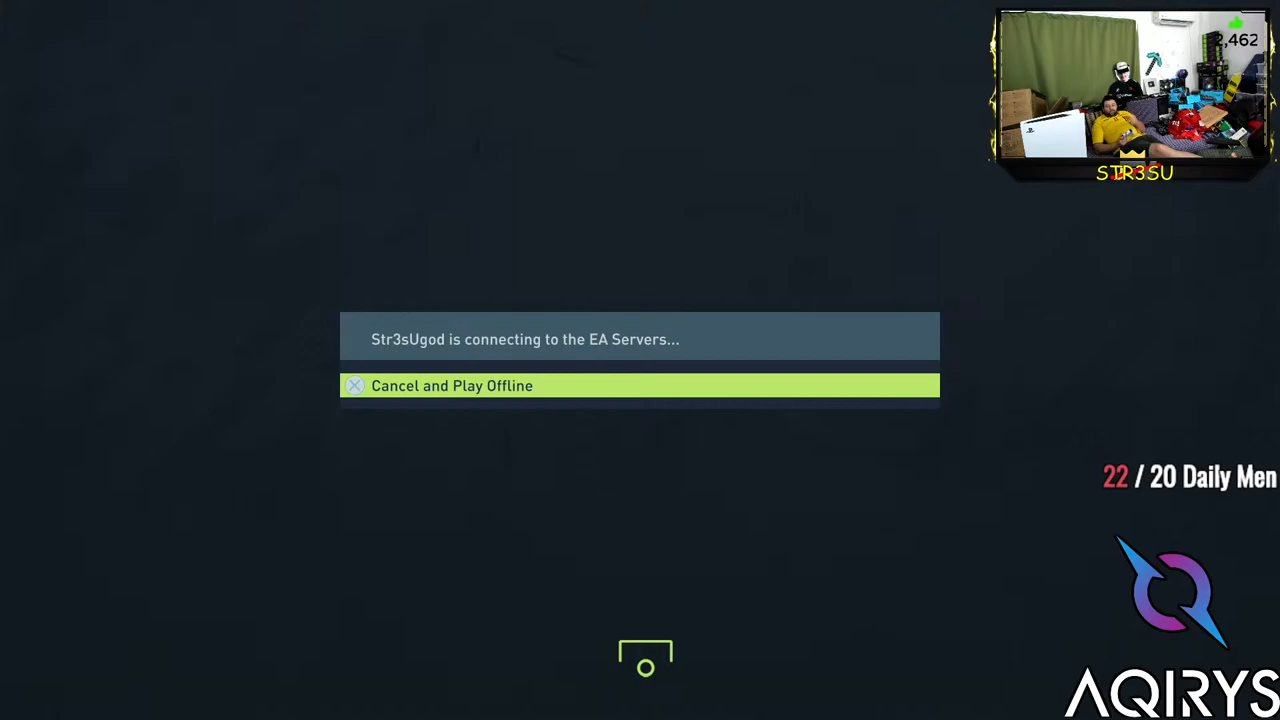 2,462
STR3SU
Str3sUgod is connecting to the EA Servers...
Cancel and Play Offline
22 / 20 Daily Men
AQIRYS